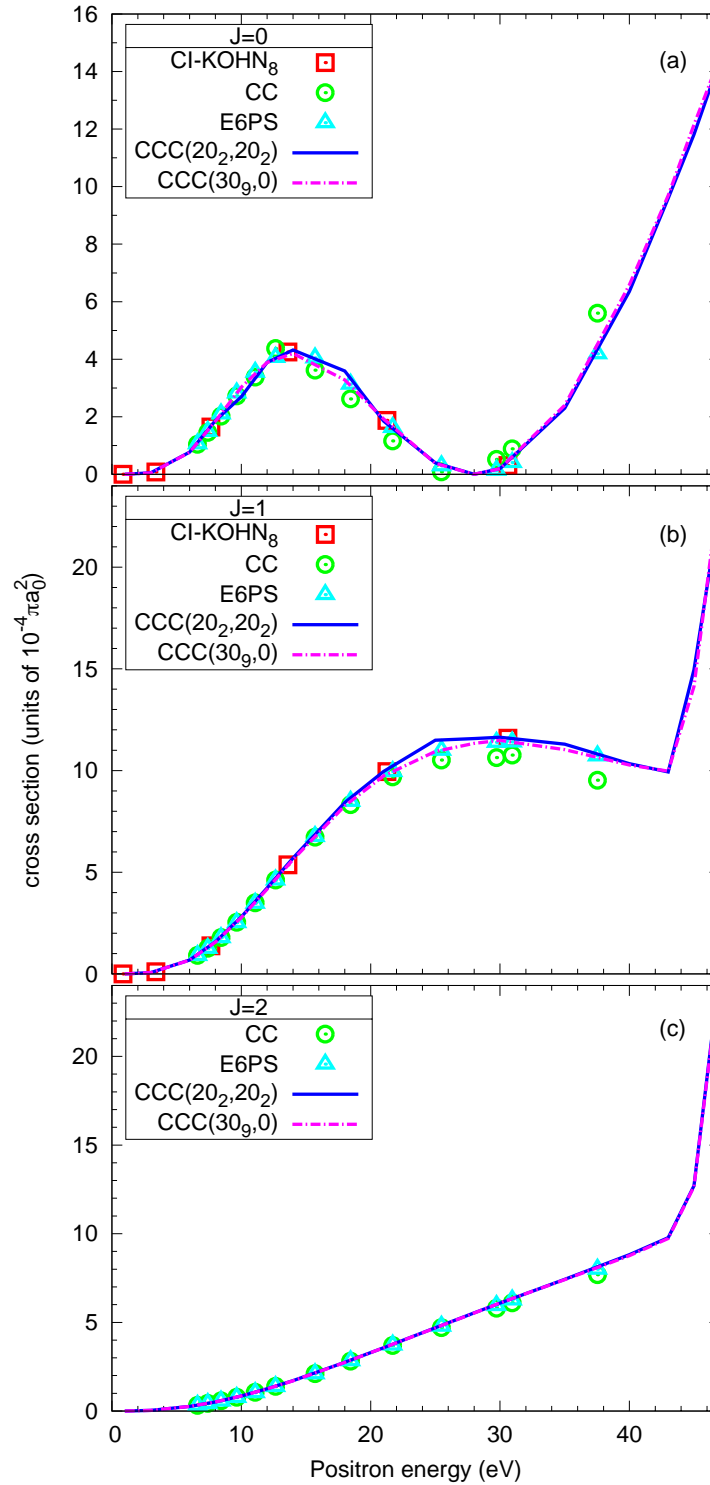 16
14
12
10
8
6
4
2
0
J=0
CI-KOHN₈
CC
E6PS
CCC(20₂,20₂)
CCC(30₉,0)
(a)
cross section (units of 10⁻⁴πa₀²)
20
15
10
5
0
J=1
CI-KOHN₈
CC
E6PS
CCC(20₂,20₂)
CCC(30₉,0)
(b)
20
15
10
5
0
J=2
CC
E6PS
CCC(20₂,20₂)
CCC(30₉,0)
(c)
0 10 20 30 40
Positron energy (eV)